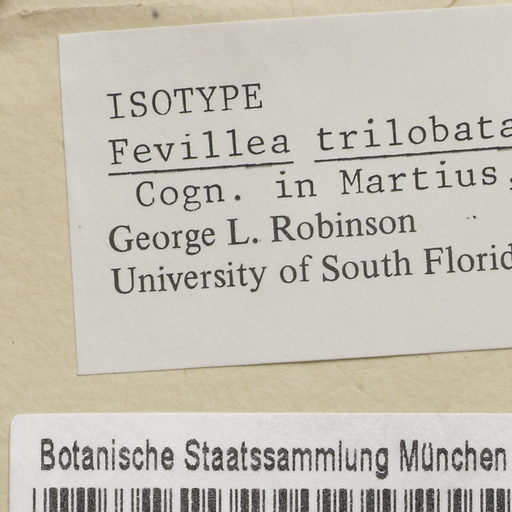 ISOTYPE
Fevillea trilobata
Cogn. in Martius,
George L. Robinson
University of South Florid
Botanische Staatssammlung München